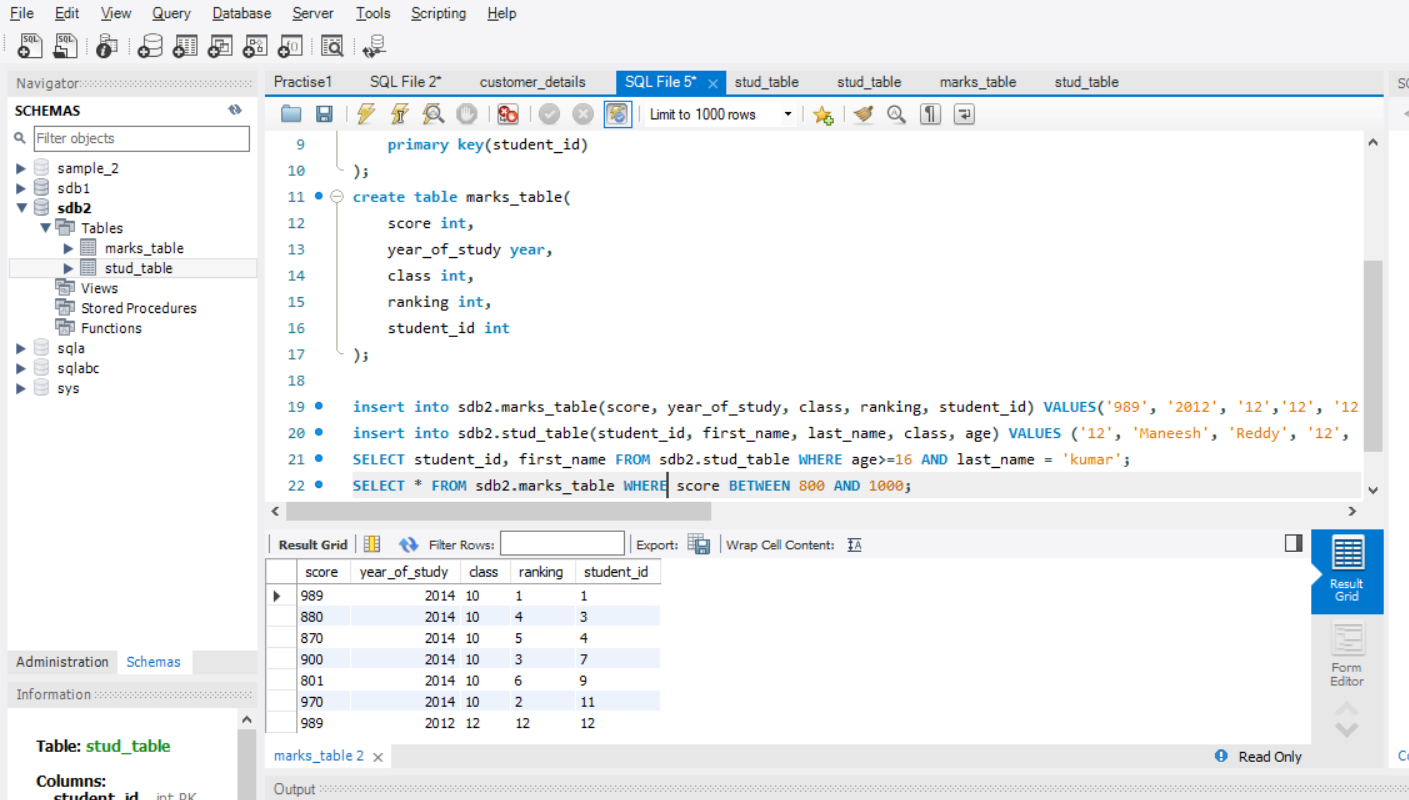 File Edit View Query Database Server Tools Scripting Help
Navigator
SCHEMAS
Filter objects
sample_2
sdb1
sdb2
Tables
marks_table
stud_table
Views
Stored Procedures
Functions
sqla
sqlabc
sys
Administration Schemas
Information
Table: stud_table
Columns:
student_id int PK
Practise1 SQL File 2* customer_details SQL File 5* stud_table stud_table marks_table stud_table
Limit to 1000 rows
9 primary key(student_id)
10 );
11 create table marks_table(
12 score int,
13 year_of_study year,
14 class int,
15 ranking int,
16 student_id int
17 );
18
19 insert into sdb2.marks_table(score, year_of_study, class, ranking, student_id) VALUES('989', '2012', '12','12', '12
20 insert into sdb2.stud_table(student_id, first_name, last_name, class, age) VALUES ('12', 'Maneesh', 'Reddy', '12',
21 SELECT student_id, first_name FROM sdb2.stud_table WHERE age>=16 AND last_name = 'kumar';
22 SELECT * FROM sdb2.marks_table WHERE score BETWEEN 800 AND 1000;
Result Grid Filter Rows: Export: Wrap Cell Content:
score year_of_study class ranking student_id
989 2014 10 1 1
880 2014 10 4 3
870 2014 10 5 4
900 2014 10 3 7
801 2014 10 6 9
970 2014 10 2 11
989 2012 12 12 12
Result
Grid
Form
Editor
marks_table 2 Read Only
Output